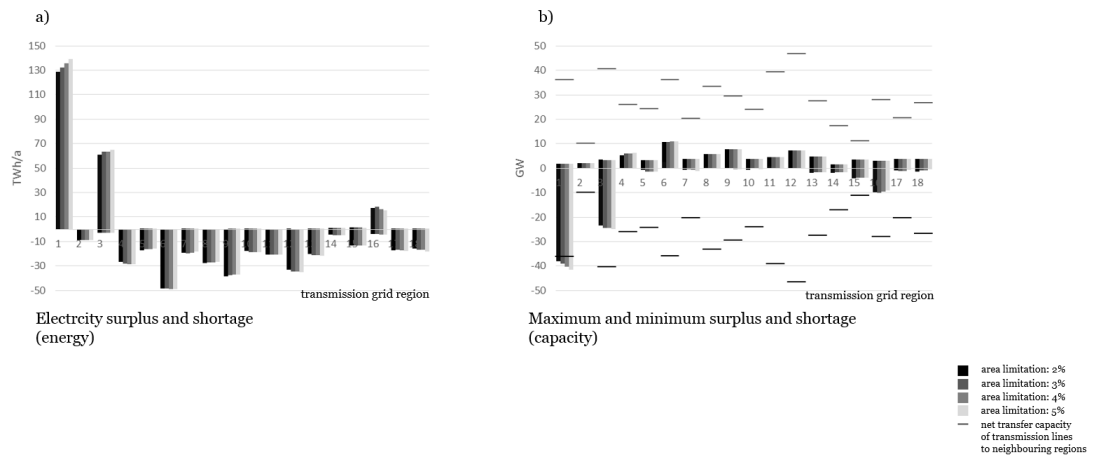 a)
150
130
110
90
70
50
30
10
-10
-30
-50
TWh/a
1 2 3 16
transmission grid region
Electrcity surplus and shortage
(energy)
b)
50
40
30
20
10
0
-10
-20
-30
-40
-50
GW
2 4 5 6 7 8 9 10 11 12 13 14 15 17 18
transmission grid region
Maximum and minimum surplus and shortage
(capacity)
area limitation: 2%
area limitation: 3%
area limitation: 4%
area limitation: 5%
net transfer capacity
of transmission lines
to neighbouring regions